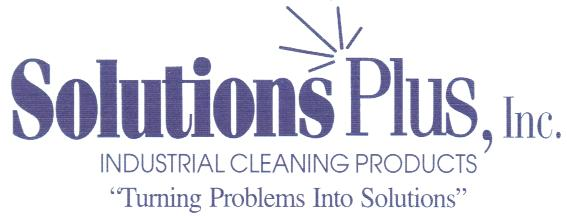 Solutions Plus, Inc.
INDUSTRIAL CLEANING PRODUCTS
“Turning Problems Into Solutions”